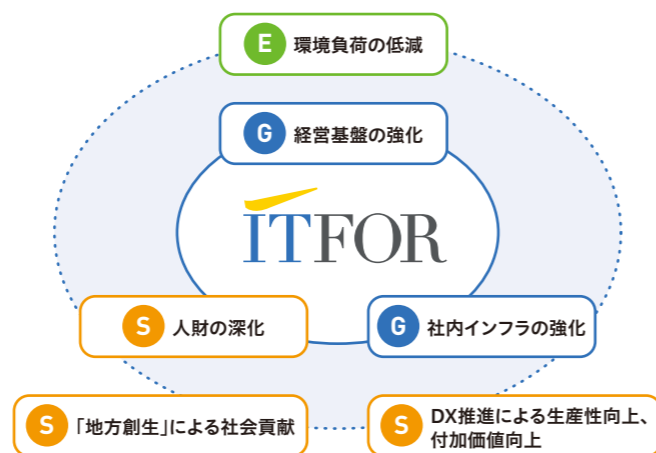 E 環境負荷の低減
G 経営基盤の強化
ITFOR
S 人財の深化
G 社内インフラの強化
S 「地方創生」による社会貢献
S DX推進による生産性向上、
付加価値向上